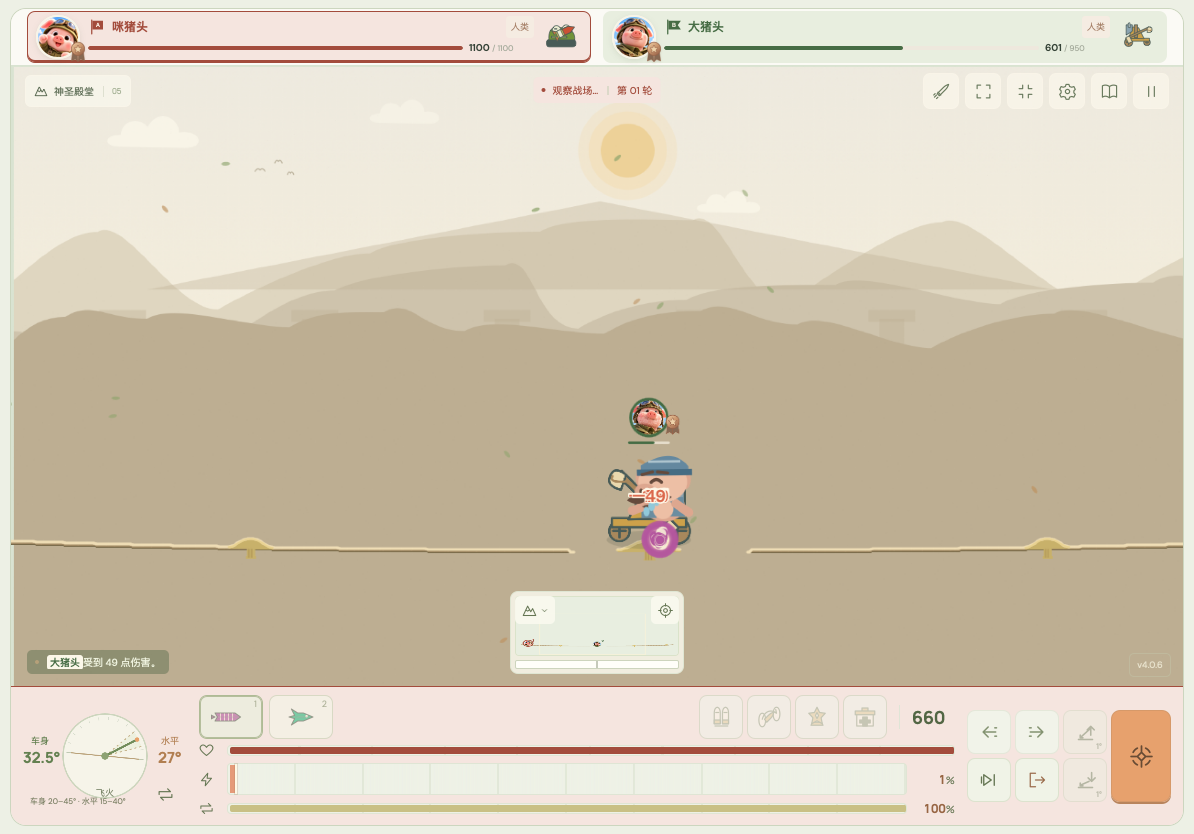 咪猪头
人类
1100 / 1100
大猪头
人类
601 / 950
神圣殿堂 05
观察战场... 第 01 轮
—49
大猪头受到 49 点伤害。
v4.0.6
车身
32.5°
水平
27°
飞火
车身 20–45° · 水平 15–40°
1
2
660
1%
100%
1°
1°